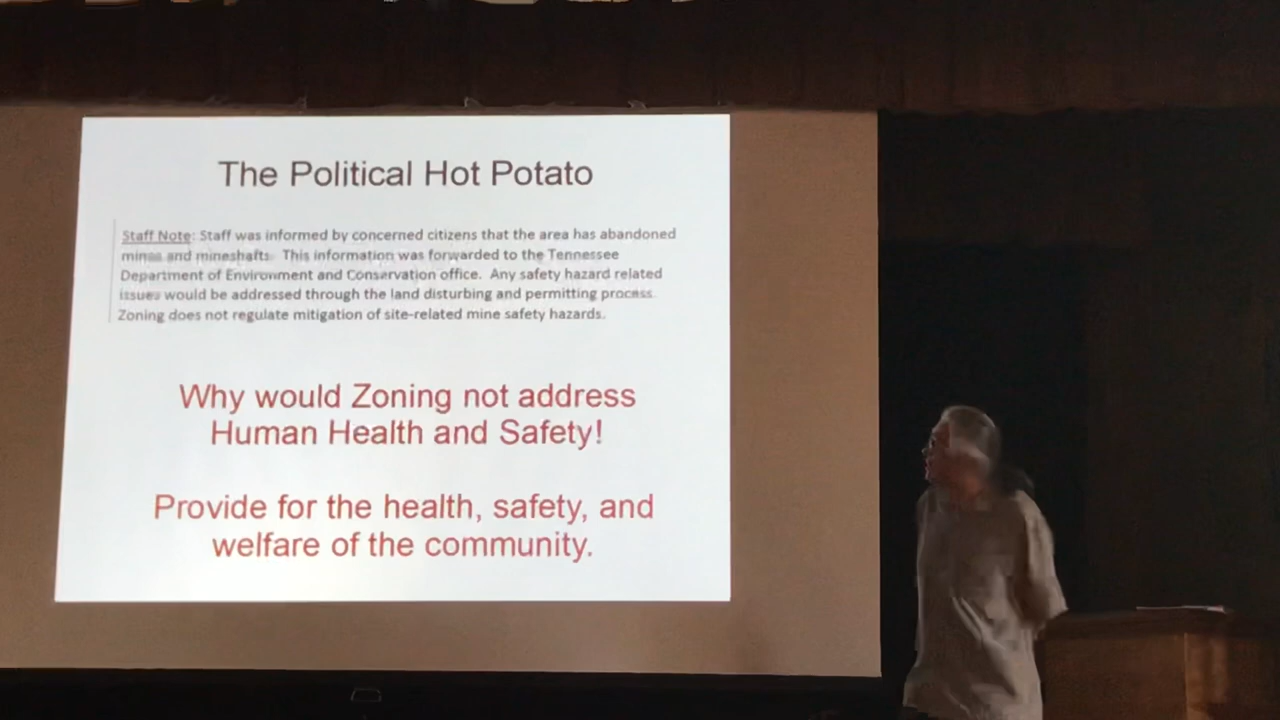 The Political Hot Potato
Staff Note: Staff was informed by concerned citizens that the area has abandoned
mines and mineshafts. This information was forwarded to the Tennessee
Department of Environment and Conservation office. Any safety hazard related
issues would be addressed through the land disturbing and permitting process.
Zoning does not regulate mitigation of site-related mine safety hazards.
Why would Zoning not address
Human Health and Safety!
Provide for the health, safety, and
welfare of the community.